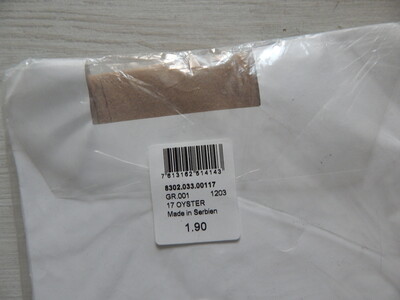 7613162614143
8302.033.00117
GR.001 1203
17 OYSTER
Made in Serbien
1.90